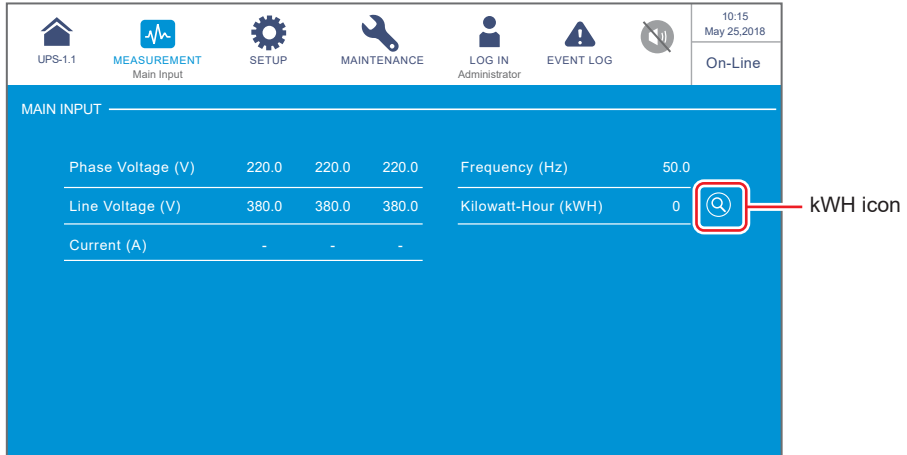 10:15
May 25,2018
UPS-1.1 MEASUREMENT SETUP MAINTENANCE LOG IN EVENT LOG
Main Input Administrator
On-Line
MAIN INPUT
Phase Voltage (V) 220.0 220.0 220.0 Frequency (Hz) 50.0
Line Voltage (V) 380.0 380.0 380.0 Kilowatt-Hour (kWH) 0 kWH icon
Current (A) - - -